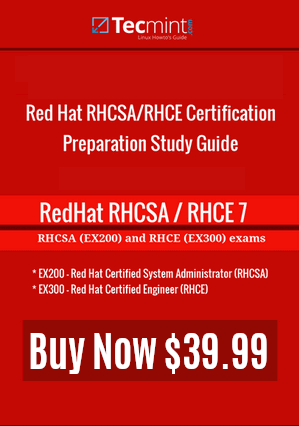 Tecmint.com
Linux Howto's Guide
Red Hat RHCSA/RHCE Certification
Preparation Study Guide
RedHat RHCSA / RHCE 7
RHCSA (EX200) and RHCE (EX300) exams
* EX200 - Red Hat Certified System Administrator (RHCSA)
* EX300 - Red Hat Certified Engineer (RHCE)
Buy Now $39.99